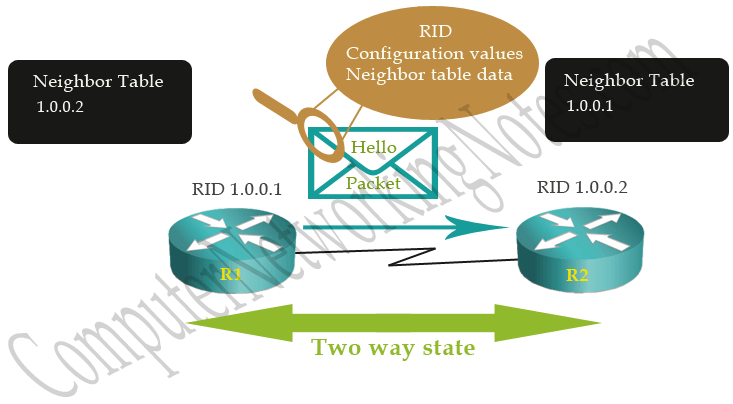 RID
Configuration values
Neighbor table data
Neighbor Table
1.0.0.2
Neighbor Table
1.0.0.1
Hello
Packet
RID 1.0.0.1
RID 1.0.0.2
R1
R2
Two way state
ComputerNetworkingNotes.com